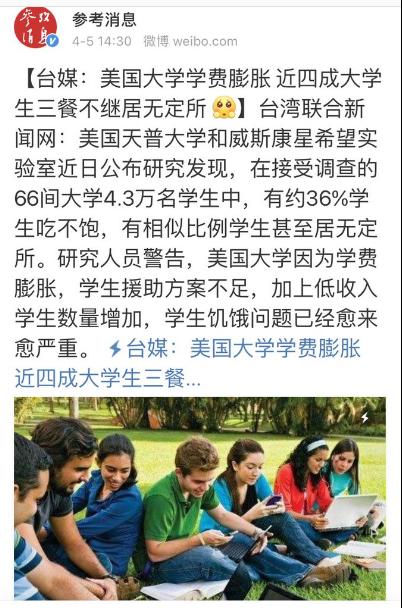 参攷
消息
参考消息
4-5 14:30 微博 weibo.com
【台媒：美国大学学费膨胀 近四成大学
生三餐不继居无定所🥺】台湾联合新
闻网：美国天普大学和威斯康星希望实
验室近日公布研究发现，在接受调查的
66间大学4.3万名学生中，有约36%学
生吃不饱，有相似比例学生甚至居无定
所。研究人员警告，美国大学因为学费
膨胀，学生援助方案不足，加上低收入
学生数量增加，学生饥饿问题已经愈来
愈严重。⚡台媒：美国大学学费膨胀
近四成大学生三餐...